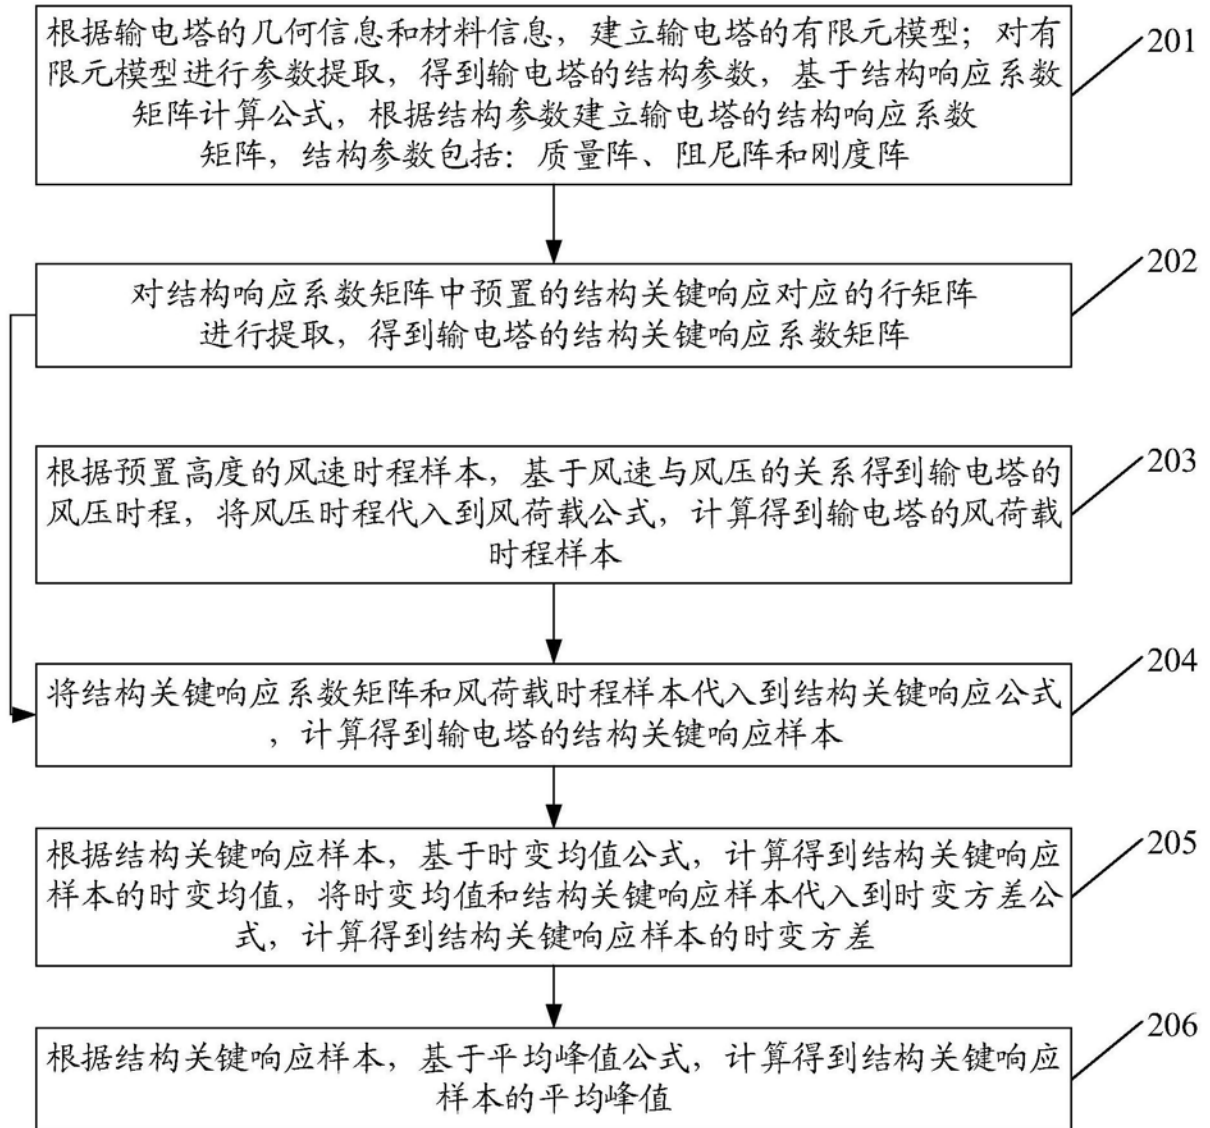 根据输电塔的几何信息和材料信息，建立输电塔的有限元模型；对有
限元模型进行参数提取，得到输电塔的结构参数，基于结构响应系数
矩阵计算公式，根据结构参数建立输电塔的结构响应系数
矩阵，结构参数包括：质量阵、阻尼阵和刚度阵
201
对结构响应系数矩阵中预置的结构关键响应对应的行矩阵
进行提取，得到输电塔的结构关键响应系数矩阵
202
根据预置高度的风速时程样本，基于风速与风压的关系得到输电塔的
风压时程，将风压时程代入到风荷载公式，计算得到输电塔的风荷载
时程样本
203
将结构关键响应系数矩阵和风荷载时程样本代入到结构关键响应公式
，计算得到输电塔的结构关键响应样本
204
根据结构关键响应样本，基于时变均值公式，计算得到结构关键响应
样本的时变均值，将时变均值和结构关键响应样本代入到时变方差公
式，计算得到结构关键响应样本的时变方差
205
根据结构关键响应样本，基于平均峰值公式，计算得到结构关键响应
样本的平均峰值
206